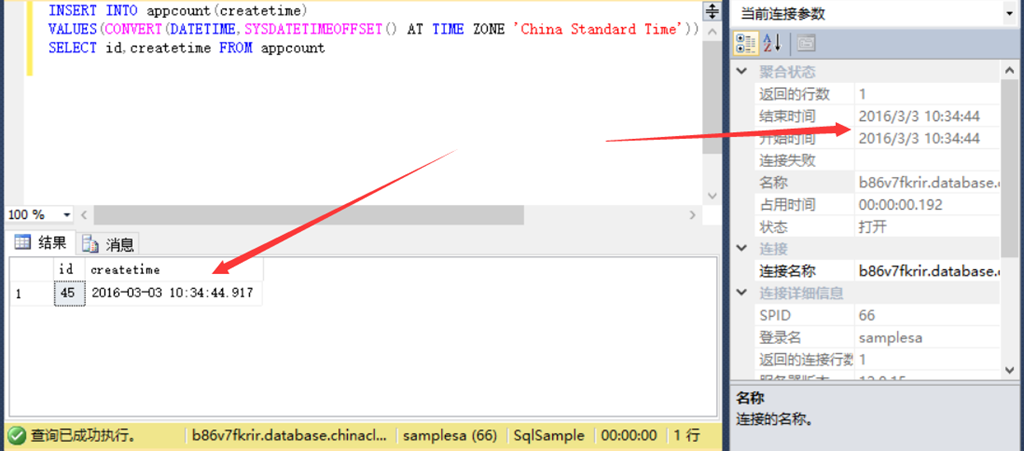 INSERT INTO appcount(createtime)
VALUES(CONVERT(DATETIME,SYSDATETIMEOFFSET() AT TIME ZONE 'China Standard Time'))
SELECT id,createtime FROM appcount
100 %
结果 消息
id createtime
1 45 2016-03-03 10:34:44.917
查询已成功执行。 b86v7fkrir.database.chinacl... samplesa (66) SqlSample 00:00:00 1 行
当前连接参数
聚合状态
返回的行数 1
结束时间 2016/3/3 10:34:44
开始时间 2016/3/3 10:34:44
连接失败
名称 b86v7fkrir.database.
占用时间 00:00:00.192
状态 打开
连接
连接名称 b86v7fkrir.database.
连接详细信息
SPID 66
登录名 samplesa
返回的连接行数 1
名称
连接的名称。